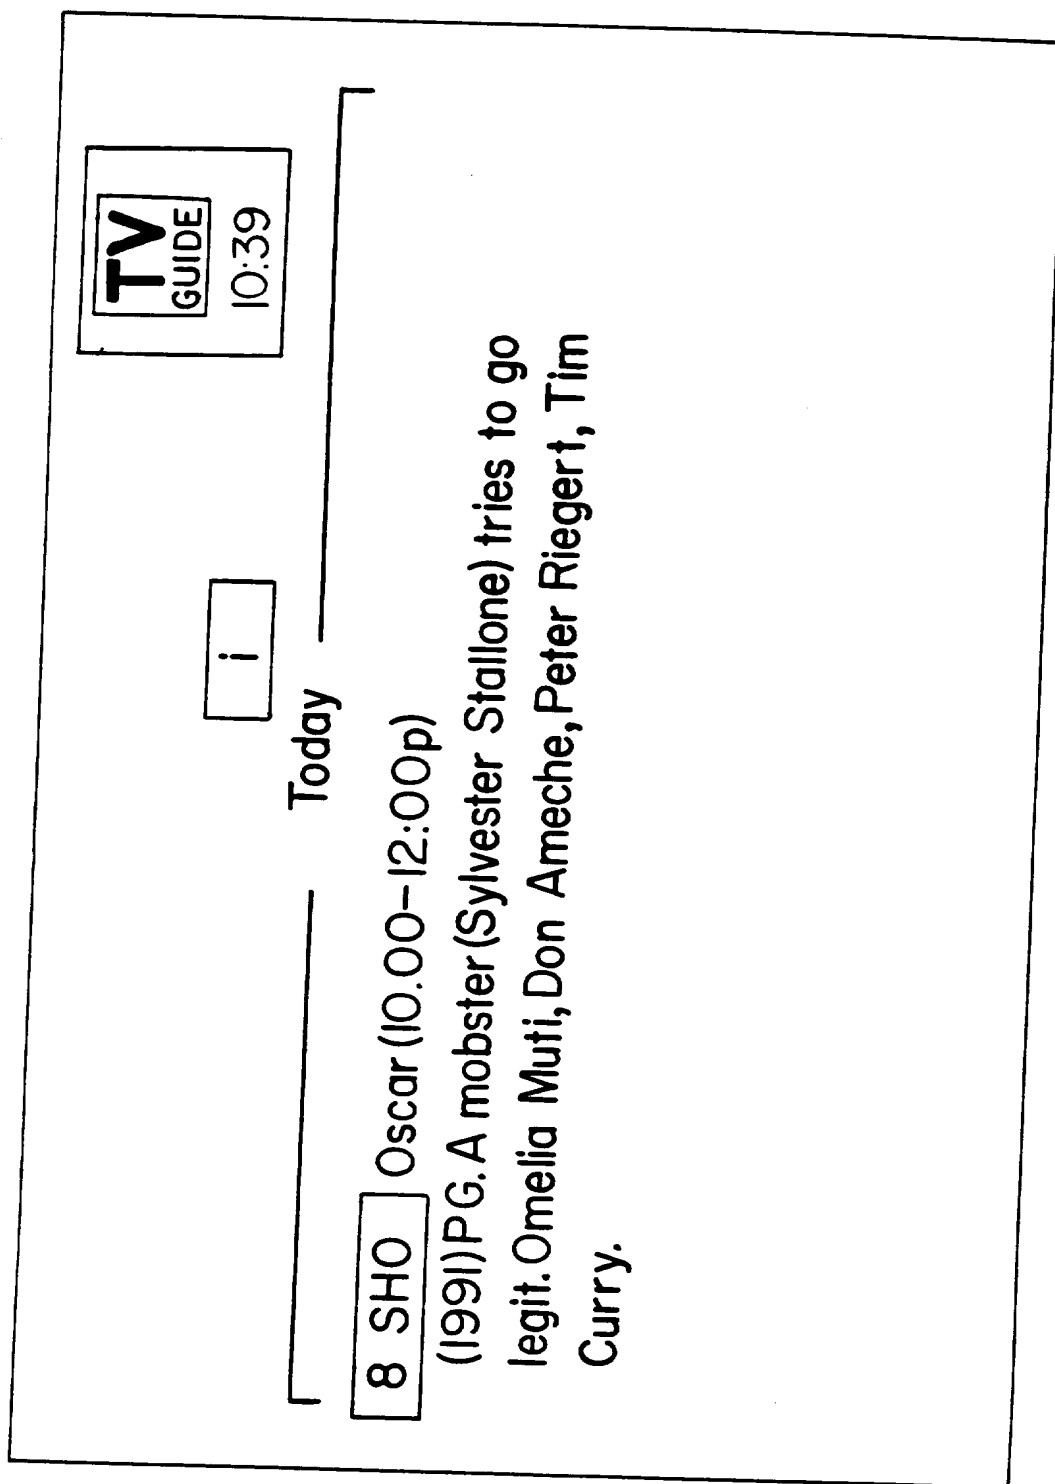 TV
GUIDE
10:39
i
Today
8 SHO Oscar (10.00-12:00p)
(1991) PG. A mobster (Sylvester Stallone) tries to go
legit. Omelia Muti, Don Ameche, Peter Riegert, Tim
Curry.